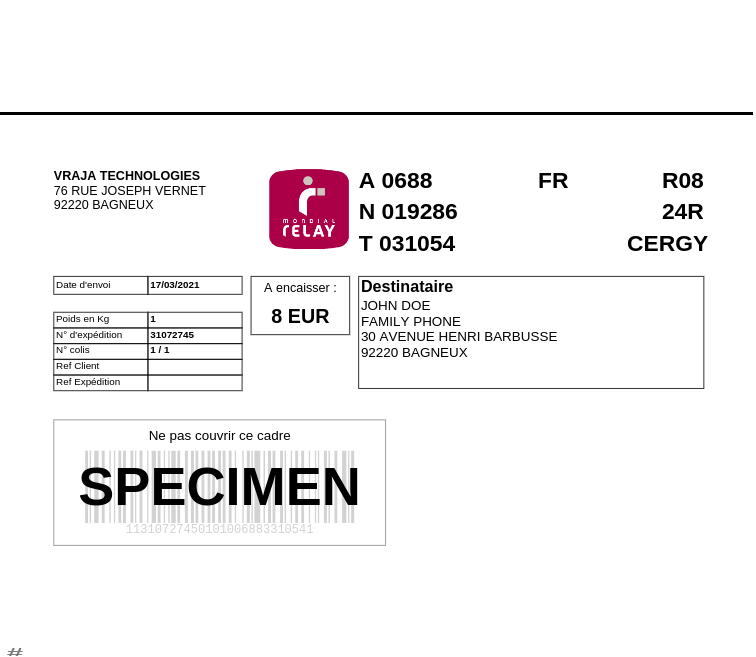 VRAJA TECHNOLOGIES
76 RUE JOSEPH VERNET
92220 BAGNEUX
MONDIAL
RELAY
A 0688 FR R08
N 019286 24R
T 031054 CERGY
Date d'envoi 17/03/2021
Poids en Kg 1
N° d'expédition 31072745
N° colis 1 / 1
Ref Client
Ref Expédition
A encaisser :
8 EUR
Destinataire
JOHN DOE
FAMILY PHONE
30 AVENUE HENRI BARBUSSE
92220 BAGNEUX
Ne pas couvrir ce cadre
SPECIMEN
11310727450101006883310541
#